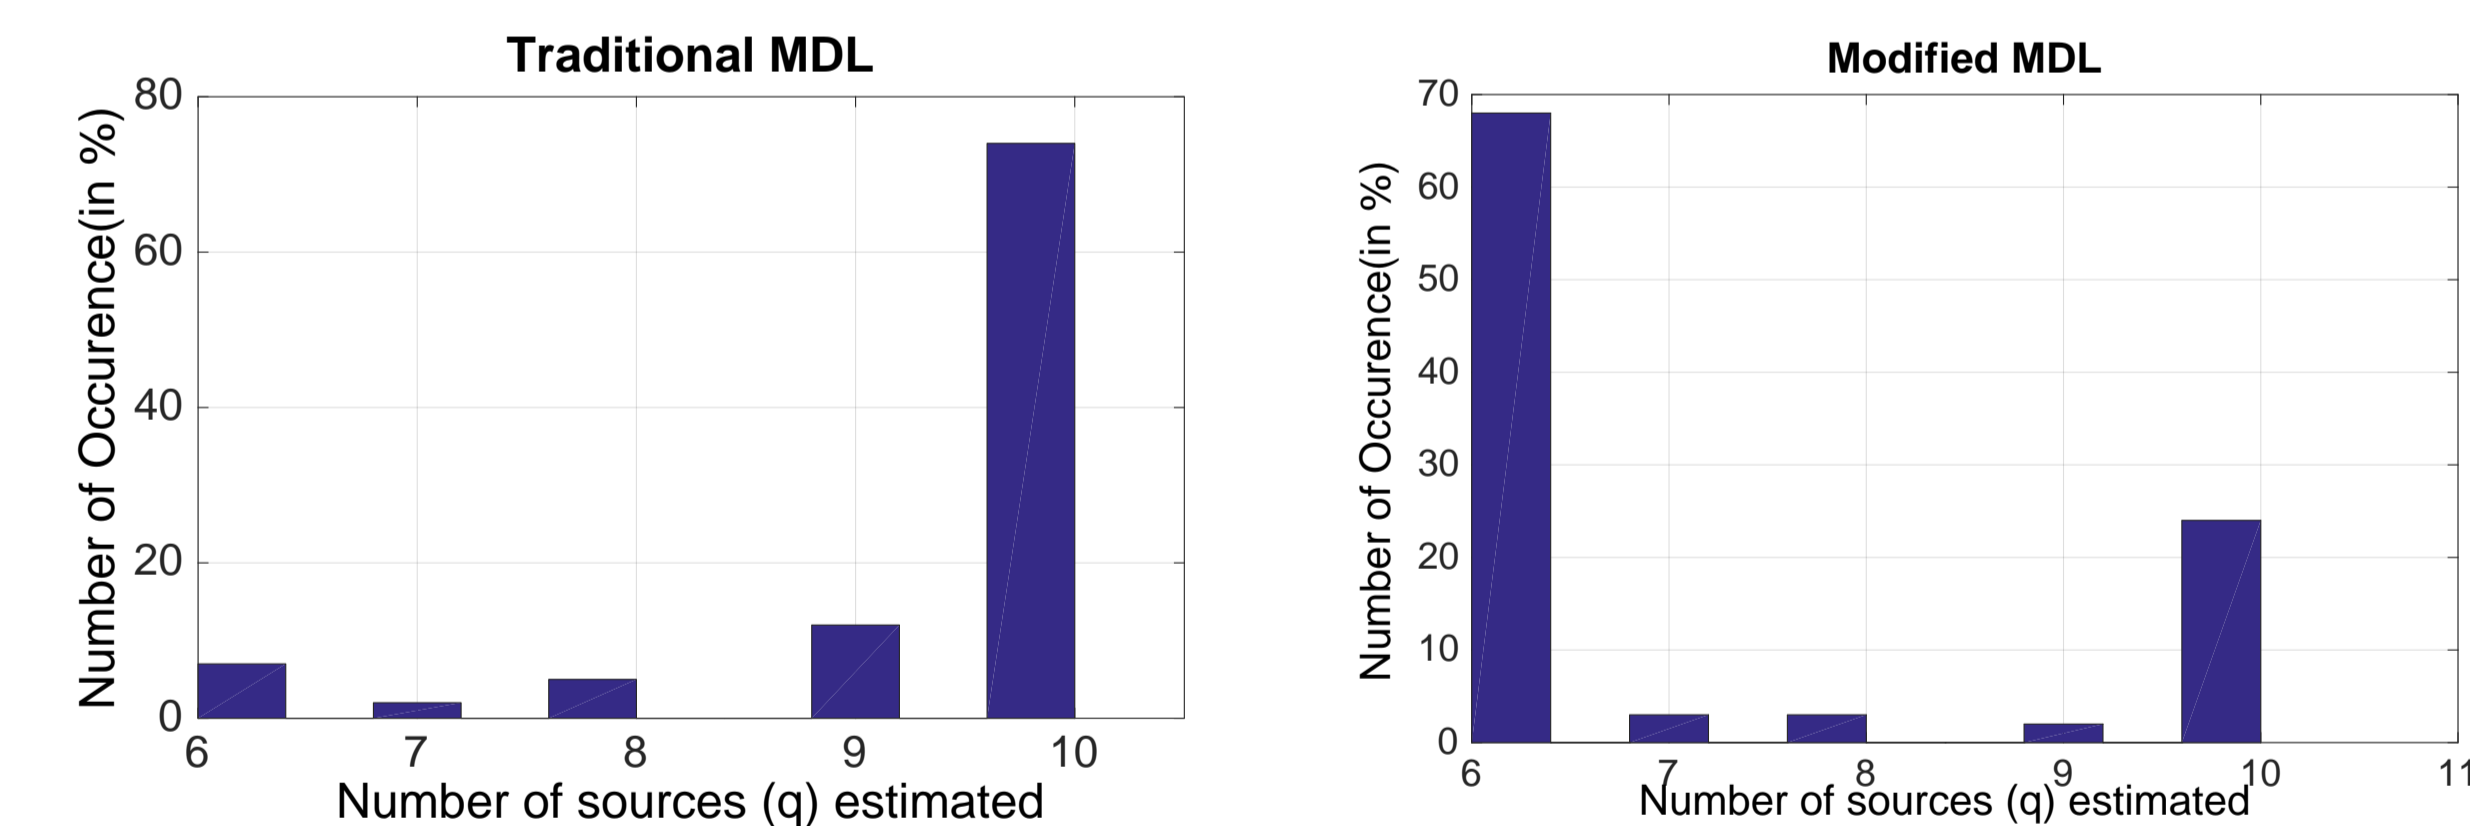 Traditional MDL
Number of Occurence(in %)
80
60
40
20
0
6 7 8 9 10
Number of sources (q) estimated
Modified MDL
Number of Occurence(in %)
70
60
50
40
30
20
10
0
6 7 8 9 10 11
Number of sources (q) estimated